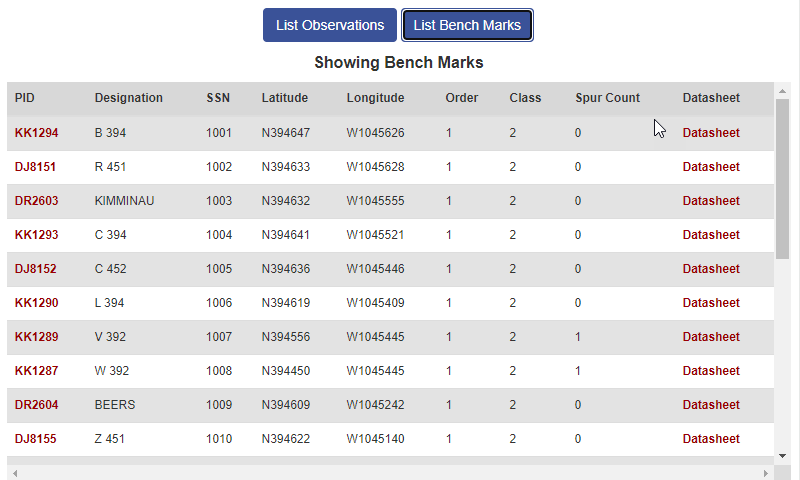 List Observations List Bench Marks
Showing Bench Marks
PID Designation SSN Latitude Longitude Order Class Spur Count Datasheet
KK1294 B 394 1001 N394647 W1045626 1 2 0 Datasheet
DJ8151 R 451 1002 N394633 W1045628 1 2 0 Datasheet
DR2603 KIMMINAU 1003 N394632 W1045555 1 2 0 Datasheet
KK1293 C 394 1004 N394641 W1045521 1 2 0 Datasheet
DJ8152 C 452 1005 N394636 W1045446 1 2 0 Datasheet
KK1290 L 394 1006 N394619 W1045409 1 2 0 Datasheet
KK1289 V 392 1007 N394556 W1045445 1 2 1 Datasheet
KK1287 W 392 1008 N394450 W1045445 1 2 1 Datasheet
DR2604 BEERS 1009 N394609 W1045242 1 2 0 Datasheet
DJ8155 Z 451 1010 N394622 W1045140 1 2 0 Datasheet